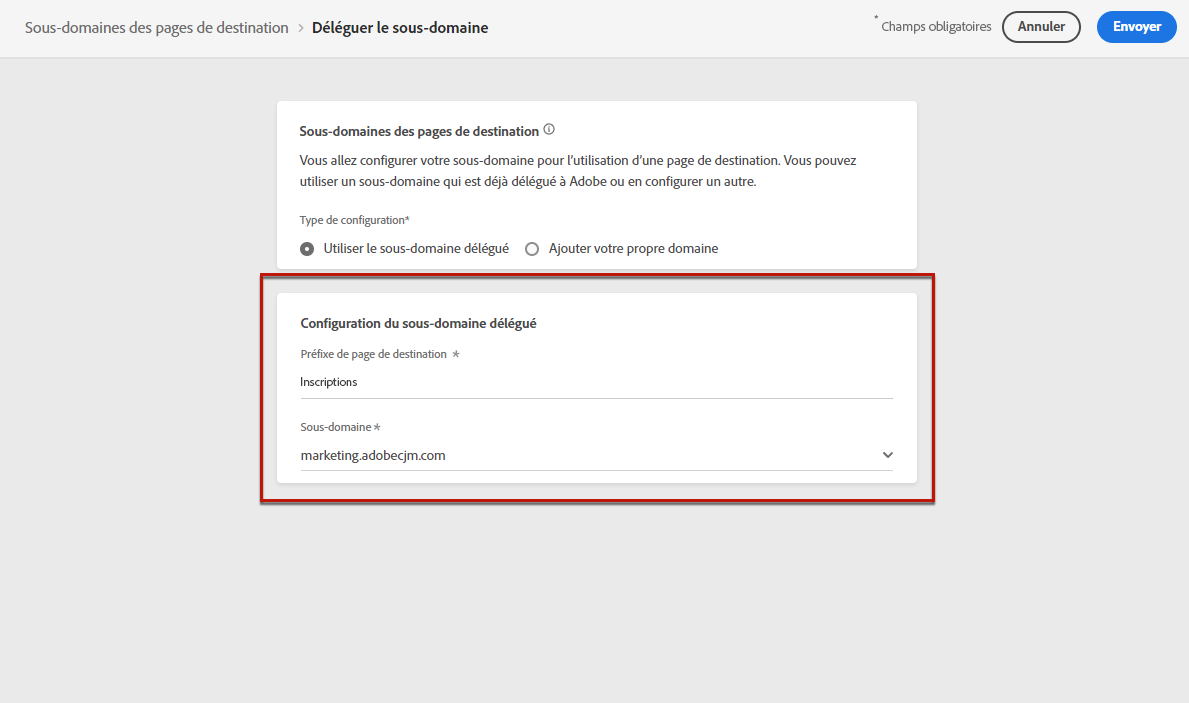 Sous-domaines des pages de destination > Déléguer le sous-domaine
* Champs obligatoires
Annuler
Envoyer
Sous-domaines des pages de destination
Vous allez configurer votre sous-domaine pour l'utilisation d'une page de destination. Vous pouvez
utiliser un sous-domaine qui est déjà délégué à Adobe ou en configurer un autre.
Type de configuration*
Utiliser le sous-domaine délégué
Ajouter votre propre domaine
Configuration du sous-domaine délégué
Préfixe de page de destination *
Inscriptions
Sous-domaine*
marketing.adobecjm.com